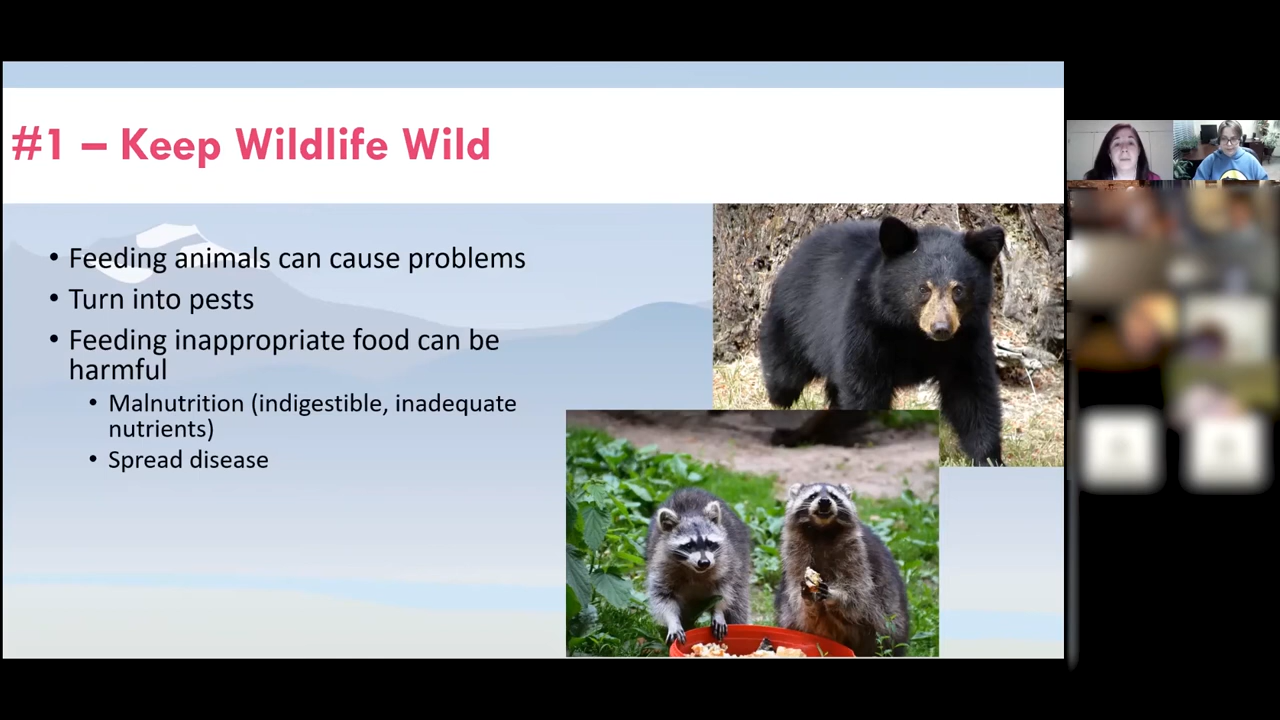 #1 – Keep Wildlife Wild
• Feeding animals can cause problems
• Turn into pests
• Feeding inappropriate food can be
harmful
• Malnutrition (indigestible, inadequate
nutrients)
• Spread disease